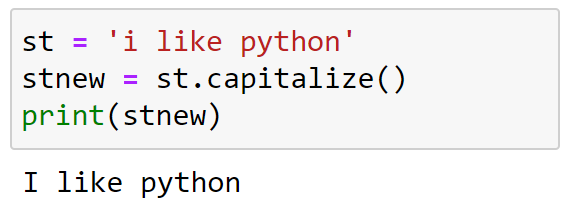 st = 'i like python'
stnew = st.capitalize()
print(stnew)
I like python